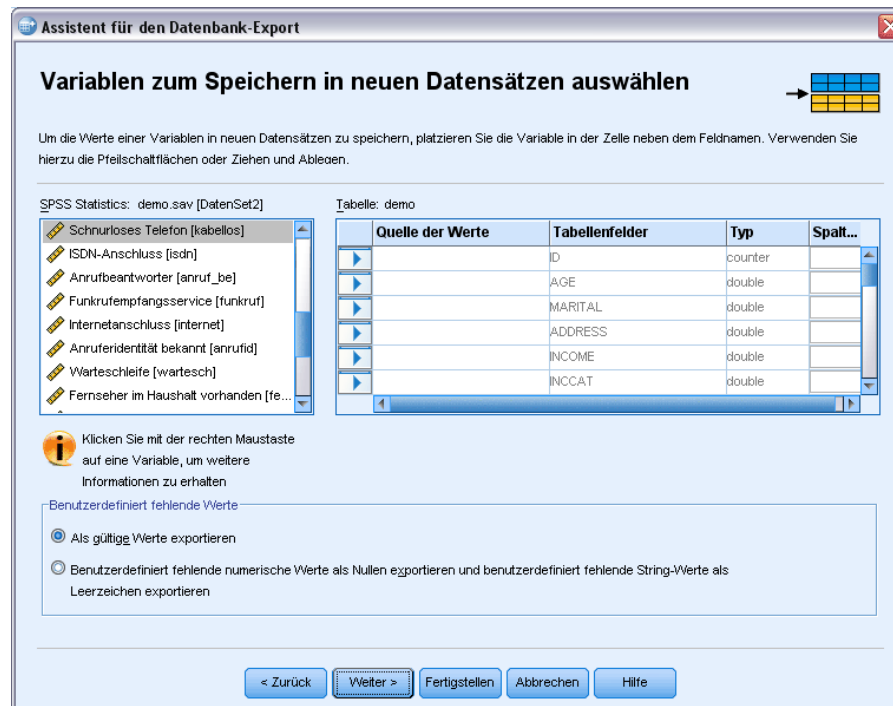 Assistent für den Datenbank-Export
Variablen zum Speichern in neuen Datensätzen auswählen
Um die Werte einer Variablen in neuen Datensätzen zu speichern, platzieren Sie die Variable in der Zelle neben dem Feldnamen. Verwenden Sie
hierzu die Pfeilschaltflächen oder Ziehen und Ablegen.
SPSS Statistics: demo.sav [DatenSet2]
Schnurloses Telefon [kabellos]
ISDN-Anschluss [isdn]
Anrufbeantworter [anruf_be]
Funkrufempfangsservice [funkruf]
Internetanschluss [internet]
Anruferidentität bekannt [anrufid]
Warteschleife [wartesch]
Fernseher im Haushalt vorhanden [fe...
Tabelle: demo
Quelle der Werte Tabellenfelder Typ Spalt...
ID counter
AGE double
MARITAL double
ADDRESS double
INCOME double
INCCAT double
Klicken Sie mit der rechten Maustaste
auf eine Variable, um weitere
Informationen zu erhalten
Benutzerdefiniert fehlende Werte
Als gültige Werte exportieren
Benutzerdefiniert fehlende numerische Werte als Nullen exportieren und benutzerdefiniert fehlende String-Werte als
Leerzeichen exportieren
< Zurück Weiter > Fertigstellen Abbrechen Hilfe